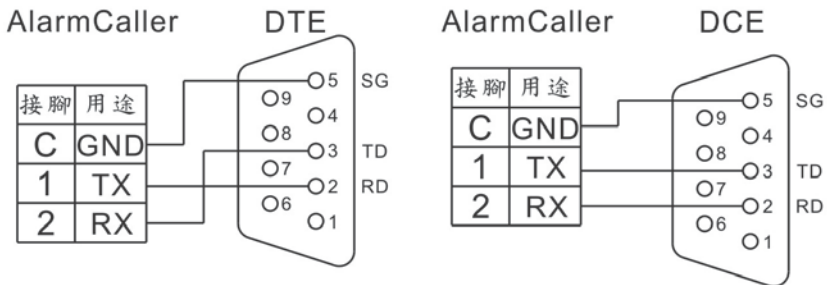 AlarmCaller DTE
接腳 用途
C GND
1 TX
2 RX
5 SG
9
4
8
3 TD
7
2 RD
6
1
AlarmCaller DCE
接腳 用途
C GND
1 TX
2 RX
5 SG
9
4
8
3 TD
7
2 RD
6
1